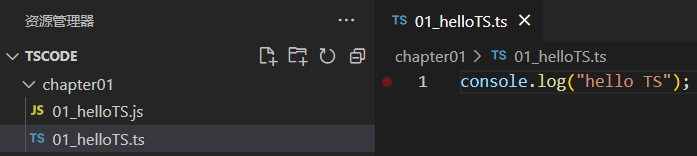 资源管理器
TSCODE
chapter01
JS 01_helloTS.js
TS 01_helloTS.ts
01_helloTS.ts
chapter01 > TS 01_helloTS.ts
1 console.log("hello TS");